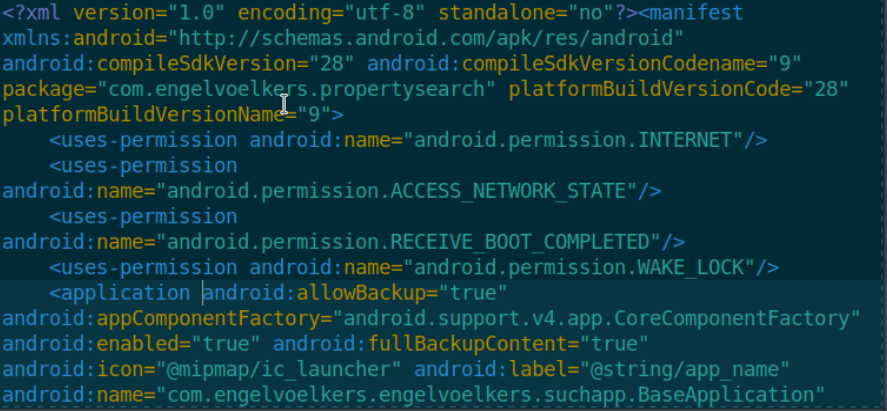 <?xml version="1.0" encoding="utf-8" standalone="no"?><manifest
xmlns:android="http://schemas.android.com/apk/res/android"
android:compileSdkVersion="28" android:compileSdkVersionCodename="9"
package="com.engelvoelkers.propertysearch" platformBuildVersionCode="28"
platformBuildVersionName="9">
    <uses-permission android:name="android.permission.INTERNET"/>
    <uses-permission
android:name="android.permission.ACCESS_NETWORK_STATE"/>
    <uses-permission
android:name="android.permission.RECEIVE_BOOT_COMPLETED"/>
    <uses-permission android:name="android.permission.WAKE_LOCK"/>
    <application android:allowBackup="true"
android:appComponentFactory="android.support.v4.app.CoreComponentFactory"
android:enabled="true" android:fullBackupContent="true"
android:icon="@mipmap/ic_launcher" android:label="@string/app_name"
android:name="com.engelvoelkers.engelvoelkers.suchapp.BaseApplication"